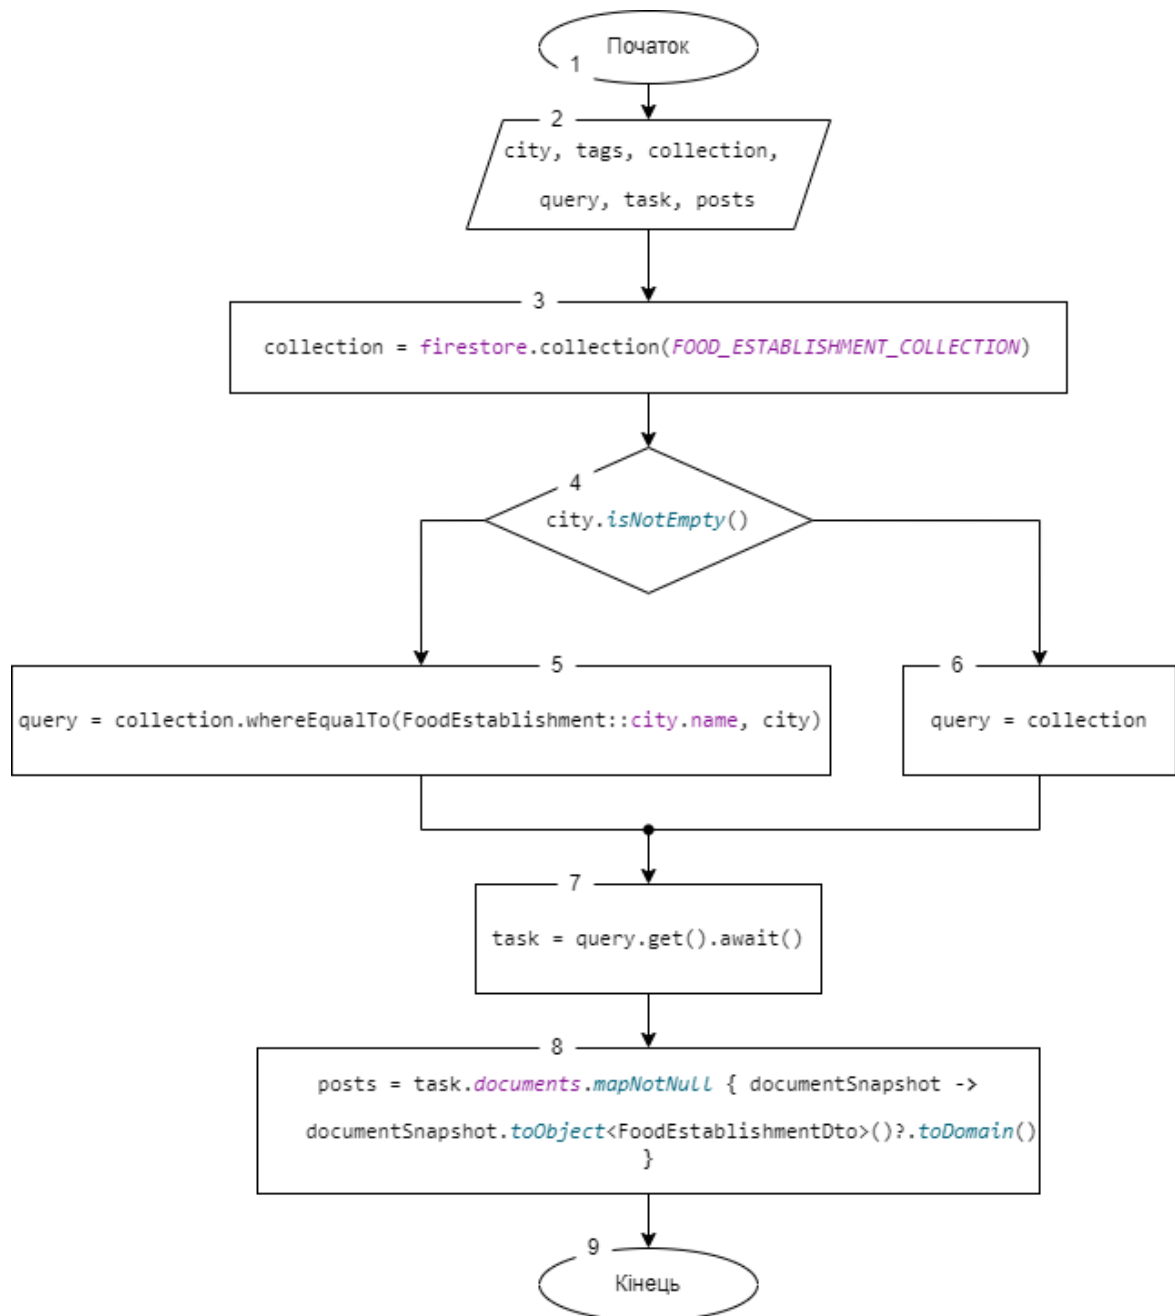 Початок
1
2
city, tags, collection,
query, task, posts
3
collection = firestore.collection(FOOD_ESTABLISHMENT_COLLECTION)
4
city.isNotEmpty()
5
query = collection.whereEqualTo(FoodEstablishment::city.name, city)
6
query = collection
7
task = query.get().await()
8
posts = task.documents.mapNotNull { documentSnapshot ->
documentSnapshot.toObject<FoodEstablishmentDto>()?.toDomain()
}
9
Кінець